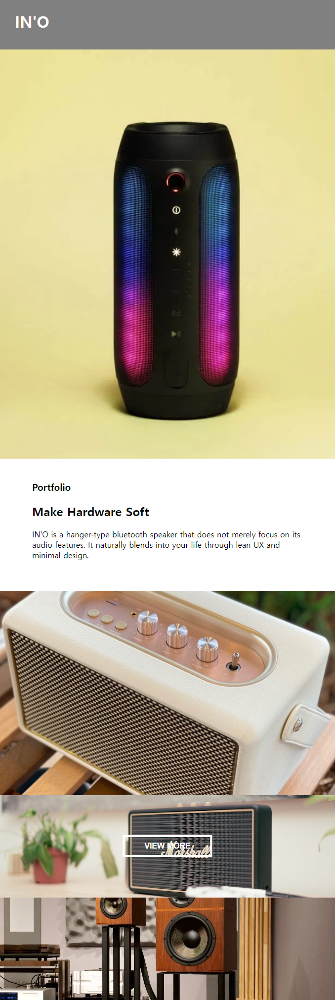 IN'O
Portfolio
Make Hardware Soft
IN'O is a hanger-type bluetooth speaker that does not merely focus on its
audio features. It naturally blends into your life through lean UX and
minimal design.
VIEW MORE
Marshall